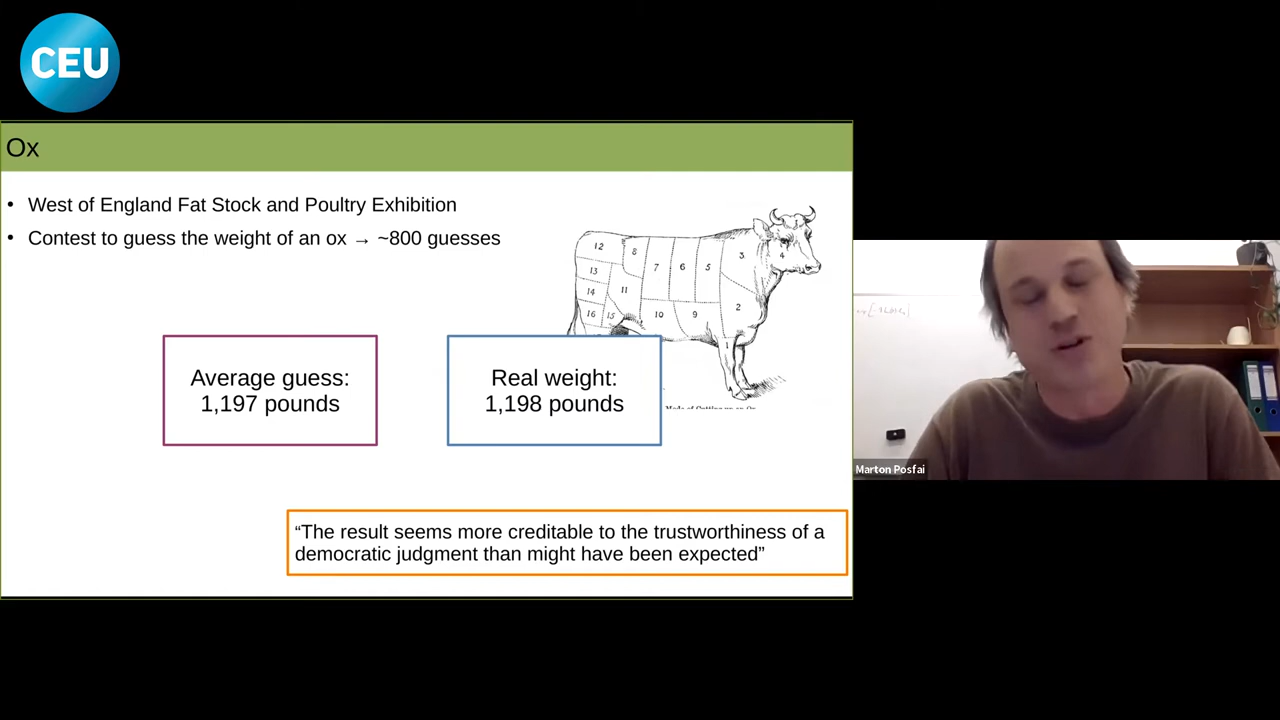 CEU
Ox
• West of England Fat Stock and Poultry Exhibition
• Contest to guess the weight of an ox → ~800 guesses
12
8
7
6
5
3
4
13
14
11
16
15
10
9
2
1
Average guess:
1,197 pounds
Real weight:
1,198 pounds
“The result seems more creditable to the trustworthiness of a
democratic judgment than might have been expected”
Marton Posfai